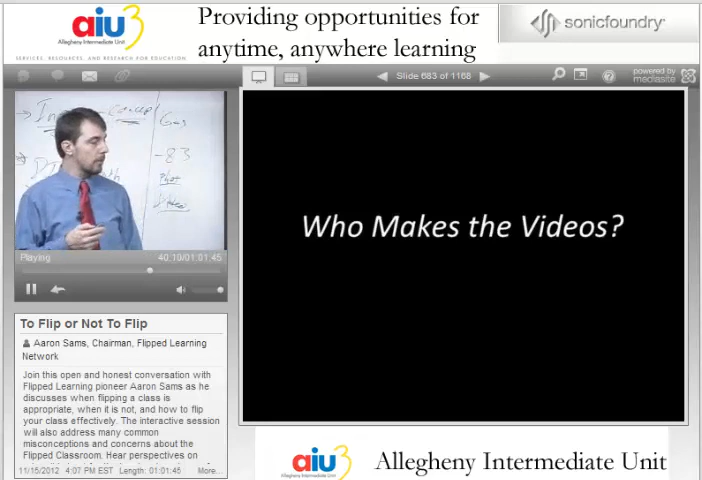 aiu3
Allegheny Intermediate Unit
SERVICES, RESOURCES, AND RESEARCH FOR EDUCATION
Providing opportunities for
anytime, anywhere learning
sonicfoundry
Slide 683 of 1168
powered by
mediasite
Gas
-83
Who Makes the Videos?
Playing
40:19/01:01:45
To Flip or Not To Flip
Aaron Sams, Chairman, Flipped Learning
Network
Join this open and honest conversation with
Flipped Learning pioneer Aaron Sams as he
discusses when flipping a class is
appropriate, when it is not, and how to flip
your class effectively. The interactive session
will also address many common
misconceptions and concerns about the
Flipped Classroom. Hear perspectives on
11/15/2012 4:07 PM EST Length: 01:01:45 More...
aiu3
Allegheny Intermediate Unit
Allegheny Intermediate Unit